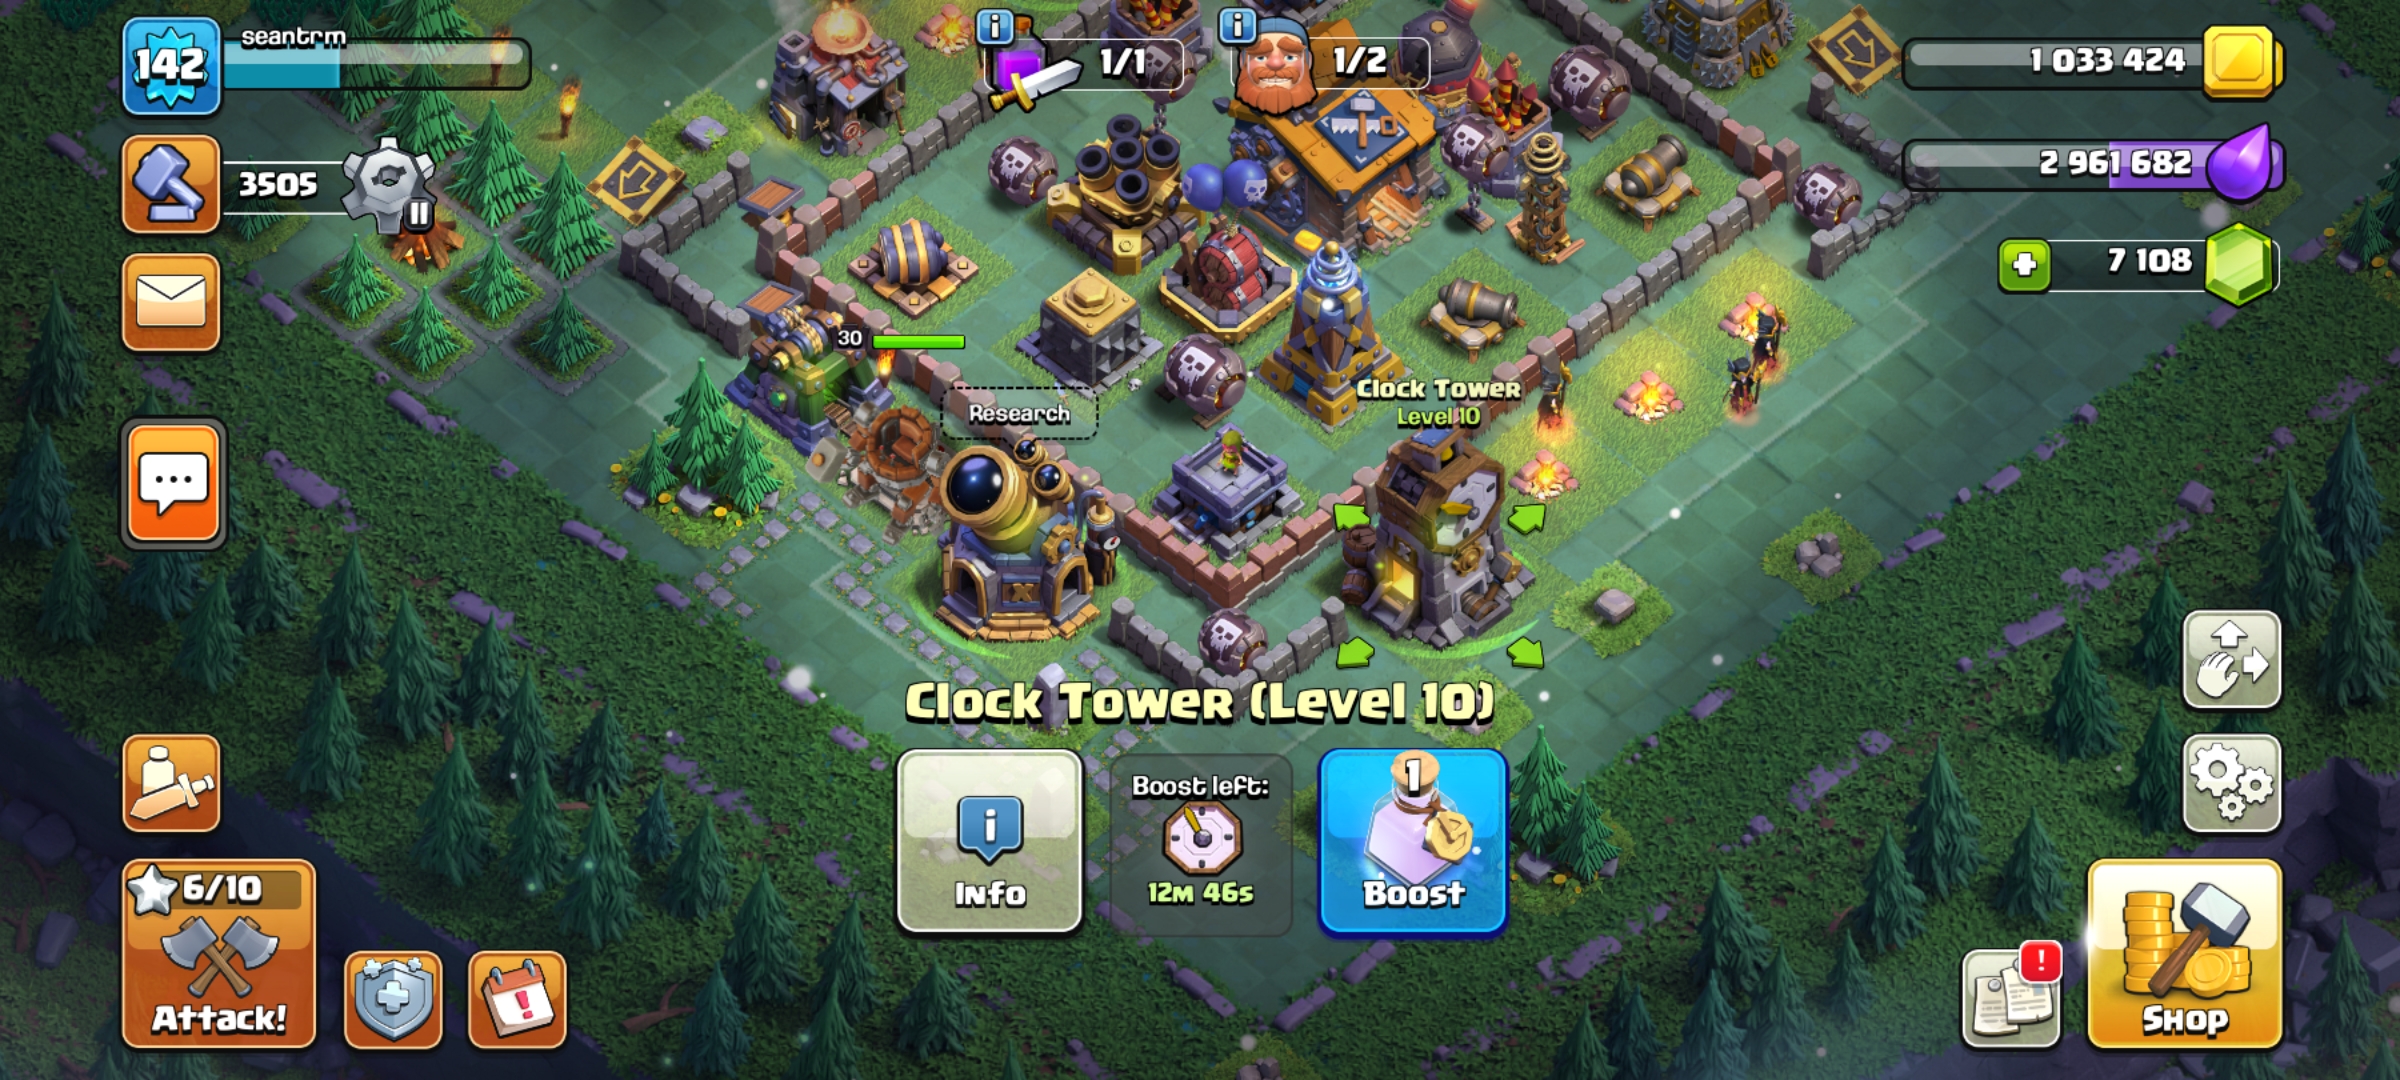 142
seantrm
1/1
1/2
1 033 424
3505
2 961 682
7 108
30
Research
Clock Tower
Level 10
Clock Tower (Level 10)
Info
Boost left:
12m 46s
1
Boost
6/10
Attack!
!
Shop